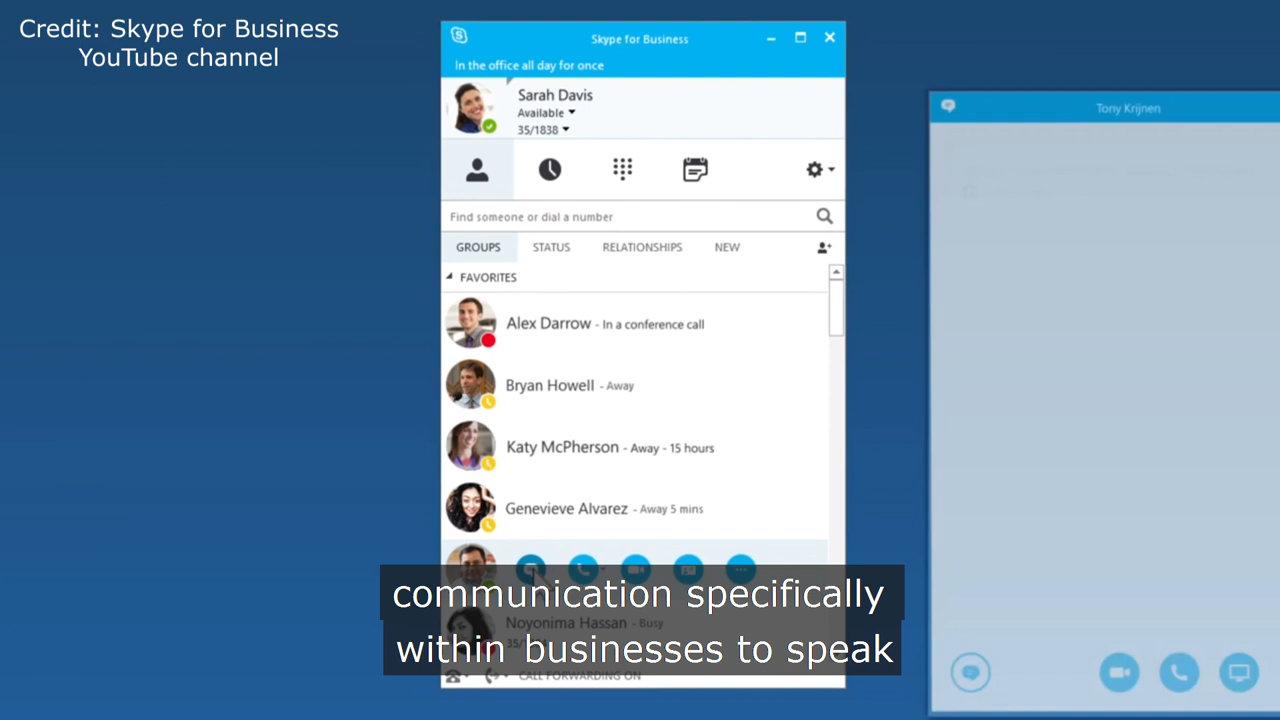 Credit: Skype for Business
YouTube channel
Skype for Business
In the office all day for once
Sarah Davis
Available
35/1838
Find someone or dial a number
GROUPS STATUS RELATIONSHIPS NEW
FAVORITES
Alex Darrow - In a conference call
Bryan Howell - Away
Katy McPherson - Away - 15 hours
Genevieve Alvarez - Away 5 mins
Noyonima Hassan - Busy
CALL FORWARDING ON
Tony Krijnen
communication specifically
within businesses to speak